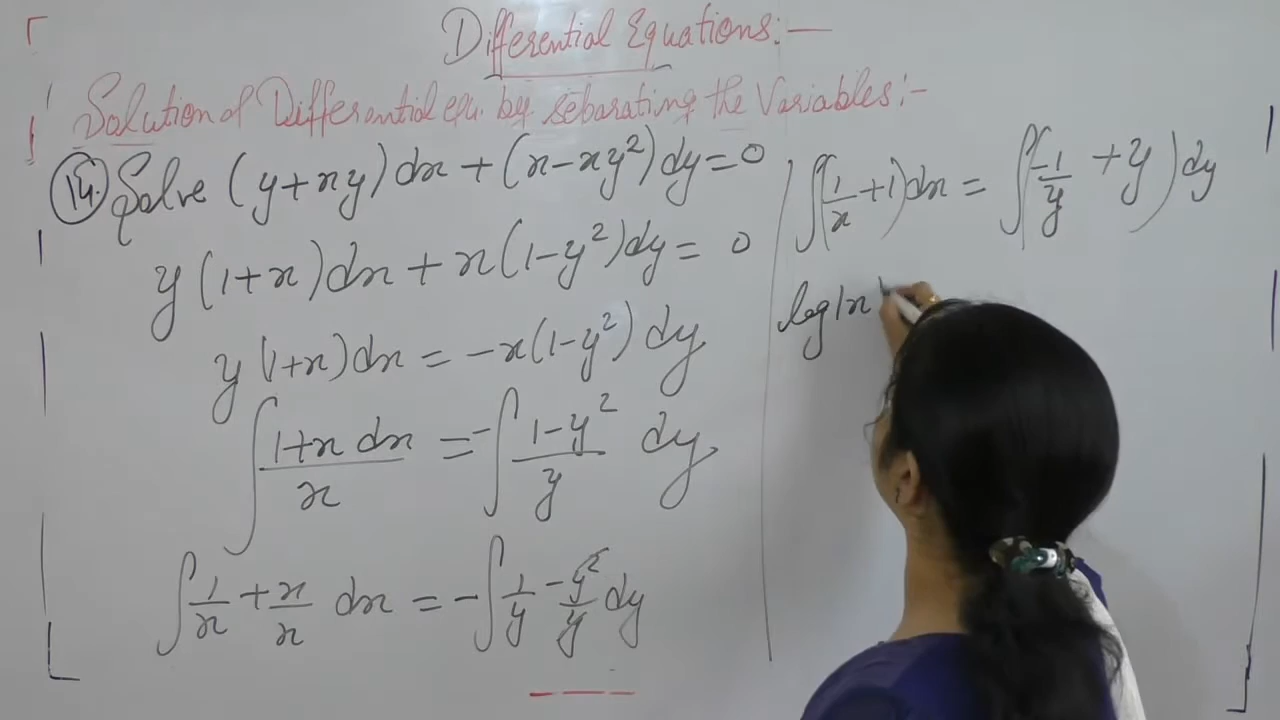 Differential Equations:—
Solution of Differential equ. by sebarating the Variables:-
14. Solve (y+xy)dx+(x-xy²)dy=0
y(1+x)dx+x(1-y²)dy=0
y(1+x)dx=-x(1-y²)dy
∫1+x dx/x=-∫1-y²/y dy
∫1/x+x/x dx=-∫1/y-y²/y dy
∫(1/x+1)dx=∫(-1/y+y)dy
log|x|